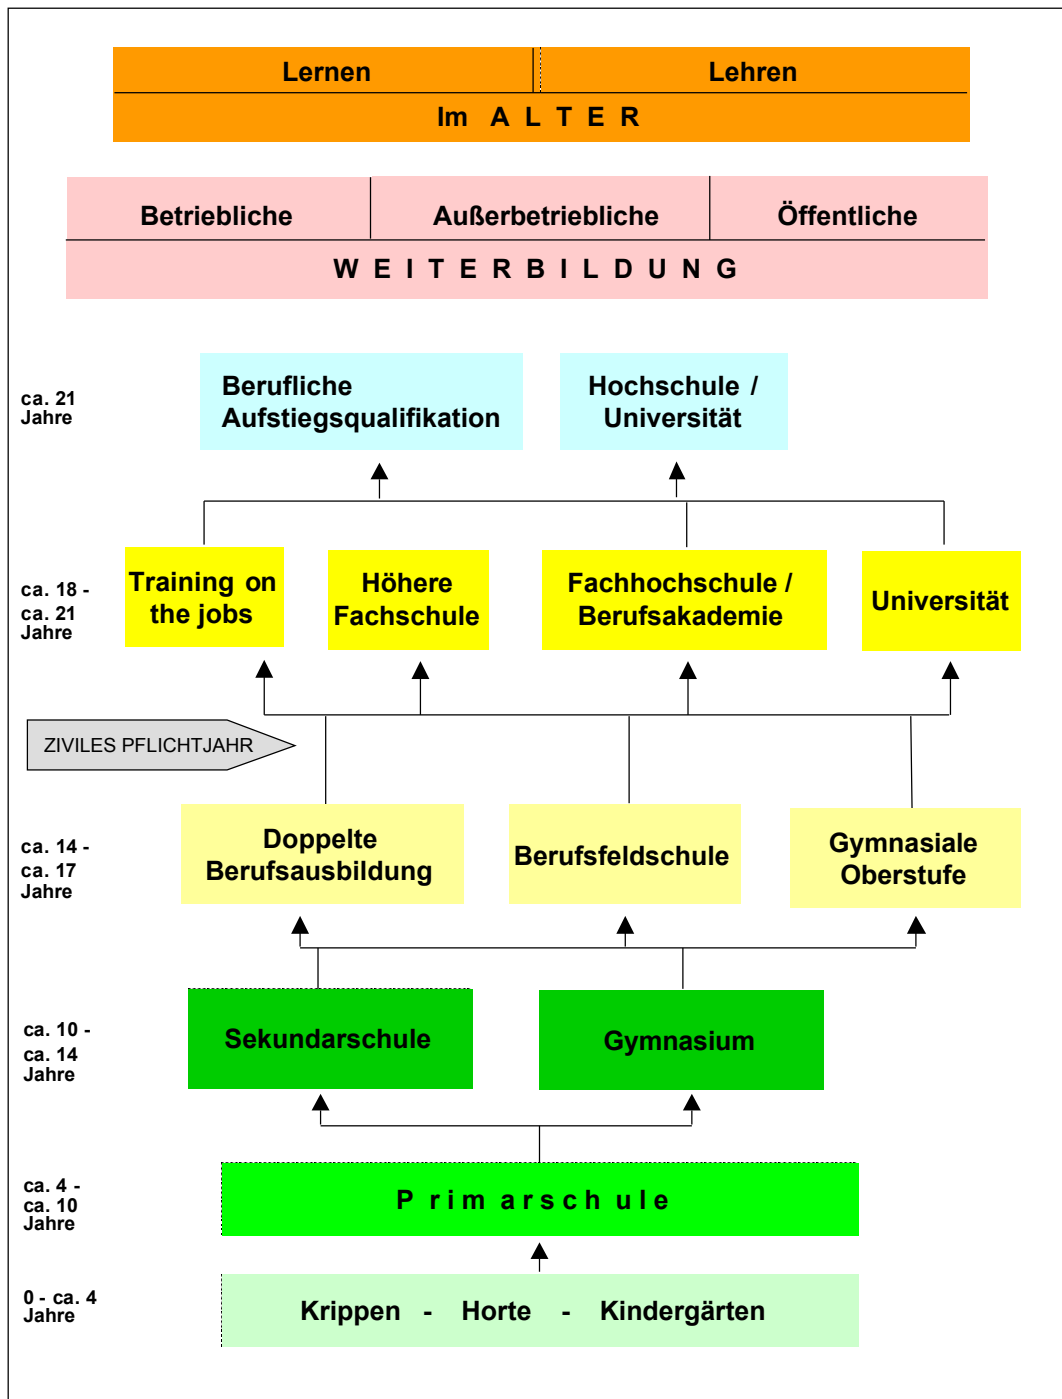 Lernen
Lehren
Im ALTER
Betriebliche
Außerbetriebliche
Öffentliche
WEITERBILDUNG
ca. 21
Jahre
Berufliche
Aufstiegsqualifikation
Hochschule /
Universität
ca. 18 -
ca. 21
Jahre
Training on
the jobs
Höhere
Fachschule
Fachhochschule /
Berufsakademie
Universität
ZIVILES PFLICHTJAHR
ca. 14 -
ca. 17
Jahre
Doppelte
Berufsausbildung
Berufsfeldschule
Gymnasiale
Oberstufe
ca. 10 -
ca. 14
Jahre
Sekundarschule
Gymnasium
ca. 4 -
ca. 10
Jahre
Primarschule
0 - ca. 4
Jahre
Krippen - Horte - Kindergärten